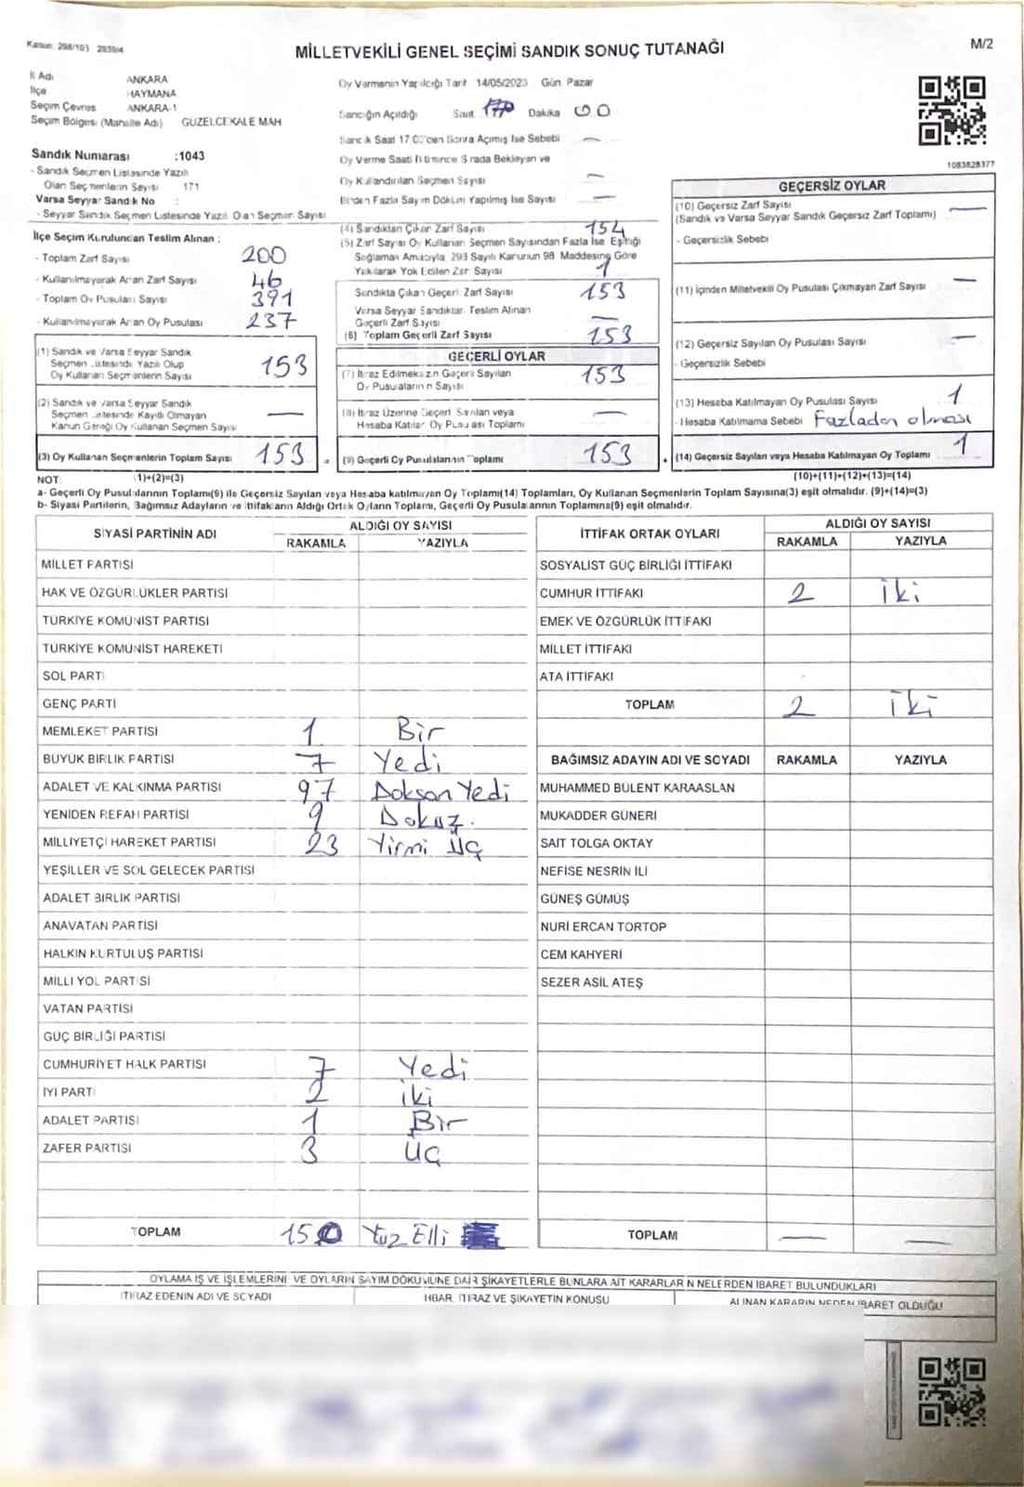 Kanun: 298/103 2839/4
MİLLETVEKİLİ GENEL SEÇİMİ SANDIK SONUÇ TUTANAĞI
M/2
İl Adı ANKARA
İlçe HAYMANA
Seçim Çevres ANKARA-1
Seçim Bölgesi (Mahalle Adı) GÜZELCEKALE MAH
Oy Vermenin Yapıldığı Tarih 14/05/2023 Gün Pazar
Sandığın Açıldığı Saat 17 Dakika 00
Sandık Saat 17:00'den Sonra Açılmış İse Sebebi —
Oy Verme Saati Bitiminde Sırada Bekleyen ve
Oy Kullandırılan Seçmen Sayısı —
Birden Fazla Sayım Döküm Yapılmış İse Sayısı —
1083828377
Sandık Numarası :1043
- Sandık Seçmen Listesinde Yazılı
Olan Seçmenlerin Sayısı 171
Varsa Seyyar Sandık No :
- Seyyar Sandık Seçmen Listesinde Yazılı Olan Seçmen Sayısı
İlçe Seçim Kurulundan Teslim Alınan :
- Toplam Zarf Sayısı 200
- Kullanılmayarak Artan Zarf Sayısı 46
- Toplam Oy Pusulası Sayısı 391
- Kullanılmayarak Artan Oy Pusulası 237
(1) Sandık ve Varsa Seyyar Sandık
Seçmen Listesinde Yazılı Olup
Oy Kullanan Seçmenlerin Sayısı 153
(2) Sandık ve Varsa Seyyar Sandık
Seçmen Listesinde Kayıtlı Olmayan
Kanun Gereği Oy Kullanan Seçmen Sayısı —
(3) Oy Kullanan Seçmenlerin Toplam Sayısı 153
(4) Sandıktan Çıkan Zarf Sayısı 154
(5) Zarf Sayısı Oy Kullanan Seçmen Sayısından Fazla İse Eşitliği
Sağlamak Amacıyla 298 Sayılı Kanunun 98. Maddesine Göre
Yakılarak Yok Edilen Zarf Sayısı 1
Sandıkta Çıkan Geçerli Zarf Sayısı 153
Varsa Seyyar Sandıktan Teslim Alınan
Geçerli Zarf Sayısı —
(6) Toplam Geçerli Zarf Sayısı 153
GEÇERLİ OYLAR
(7) İtiraz Edilmeksizin Geçerli Sayılan
Oy Pusulalarının Sayısı 153
(8) İtiraz Üzerine Geçerli Sayılan veya
Hesaba Katılan Oy Pusulası Toplamı —
(9) Geçerli Oy Pusulalarının Toplamı 153
GEÇERSİZ OYLAR
(10) Geçersiz Zarf Sayısı —
(Sandık ve Varsa Seyyar Sandık Geçersiz Zarf Toplamı)
- Geçersizlik Sebebi
(11) İçinden Milletvekili Oy Pusulası Çıkmayan Zarf Sayısı —
(12) Geçersiz Sayılan Oy Pusulası Sayısı —
- Geçersizlik Sebebi
(13) Hesaba Katılmayan Oy Pusulası Sayısı 1
- Hesaba Katılmama Sebebi Fazladan olması
(14) Geçersiz Sayılan veya Hesaba Katılmayan Oy Toplamı 1
NOT: (1)+(2)=(3)
(10)+(11)+(12)+(13)=(14)
a- Geçerli Oy Pusulalarının Toplamı(9) ile Geçersiz Sayılan veya Hesaba katılmayan Oy Toplamı(14) Toplamları, Oy Kullanan Seçmenlerin Toplam Sayısına(3) eşit olmalıdır. (9)+(14)=(3)
b- Siyasi Partilerin, Bağımsız Adayların ve İttifakların Aldığı Ortak Oyların Toplamı, Geçerli Oy Pusulalarının Toplamına(9) eşit olmalıdır.
SİYASİ PARTİNİN ADI
ALDIĞI OY SAYISI
RAKAMLA YAZIYLA
MİLLET PARTİSİ
HAK VE ÖZGÜRLÜKLER PARTİSİ
TÜRKİYE KOMÜNİST PARTİSİ
TÜRKİYE KOMÜNİST HAREKETİ
SOL PARTİ
GENÇ PARTİ
MEMLEKET PARTİSİ 1 Bir
BÜYÜK BİRLİK PARTİSİ 7 Yedi
ADALET VE KALKINMA PARTİSİ 97 Doksan Yedi
YENİDEN REFAH PARTİSİ 9 Dokuz.
MİLLİYETÇİ HAREKET PARTİSİ 23 Yirmi Üç
YEŞİLLER VE SOL GELECEK PARTİSİ
ADALET BİRLİK PARTİSİ
ANAVATAN PARTİSİ
HALKIN KURTULUŞ PARTİSİ
MİLLİ YOL PARTİSİ
VATAN PARTİSİ
GÜÇ BİRLİĞİ PARTİSİ
CUMHURİYET HALK PARTİSİ 7 Yedi
İYİ PARTİ 2 iki
ADALET PARTİSİ 1 Bir
ZAFER PARTİSİ 3 Üç
TOPLAM 150 Yüz Elli
İTTİFAK ORTAK OYLARI
ALDIĞI OY SAYISI
RAKAMLA YAZIYLA
SOSYALİST GÜÇ BİRLİĞİ İTTİFAKI
CUMHUR İTTİFAKI 2 iki
EMEK VE ÖZGÜRLÜK İTTİFAKI
MİLLET İTTİFAKI
ATA İTTİFAKI
TOPLAM 2 iki
BAĞIMSIZ ADAYIN ADI VE SOYADI RAKAMLA YAZIYLA
MUHAMMED BÜLENT KARAASLAN
MUKADDER GÜNERİ
SAİT TOLGA OKTAY
NEFİSE NESRİN İLİ
GÜNEŞ GÜMÜŞ
NURİ ERCAN TORTOP
CEM KAHYERİ
SEZER ASİL ATEŞ
TOPLAM — —
OYLAMA İŞ VE İŞLEMLERİNE VE OYLARIN SAYIM DÖKÜMÜNE DAİR ŞİKAYETLERLE BUNLARA AİT KARARLARIN NELERDEN İBARET BULUNDUKLARI
İTİRAZ EDENİN ADI VE SOYADI
İHBAR, İTİRAZ VE ŞİKAYETİN KONUSU
ALINAN KARARIN NEDEN İBARET OLDUĞU